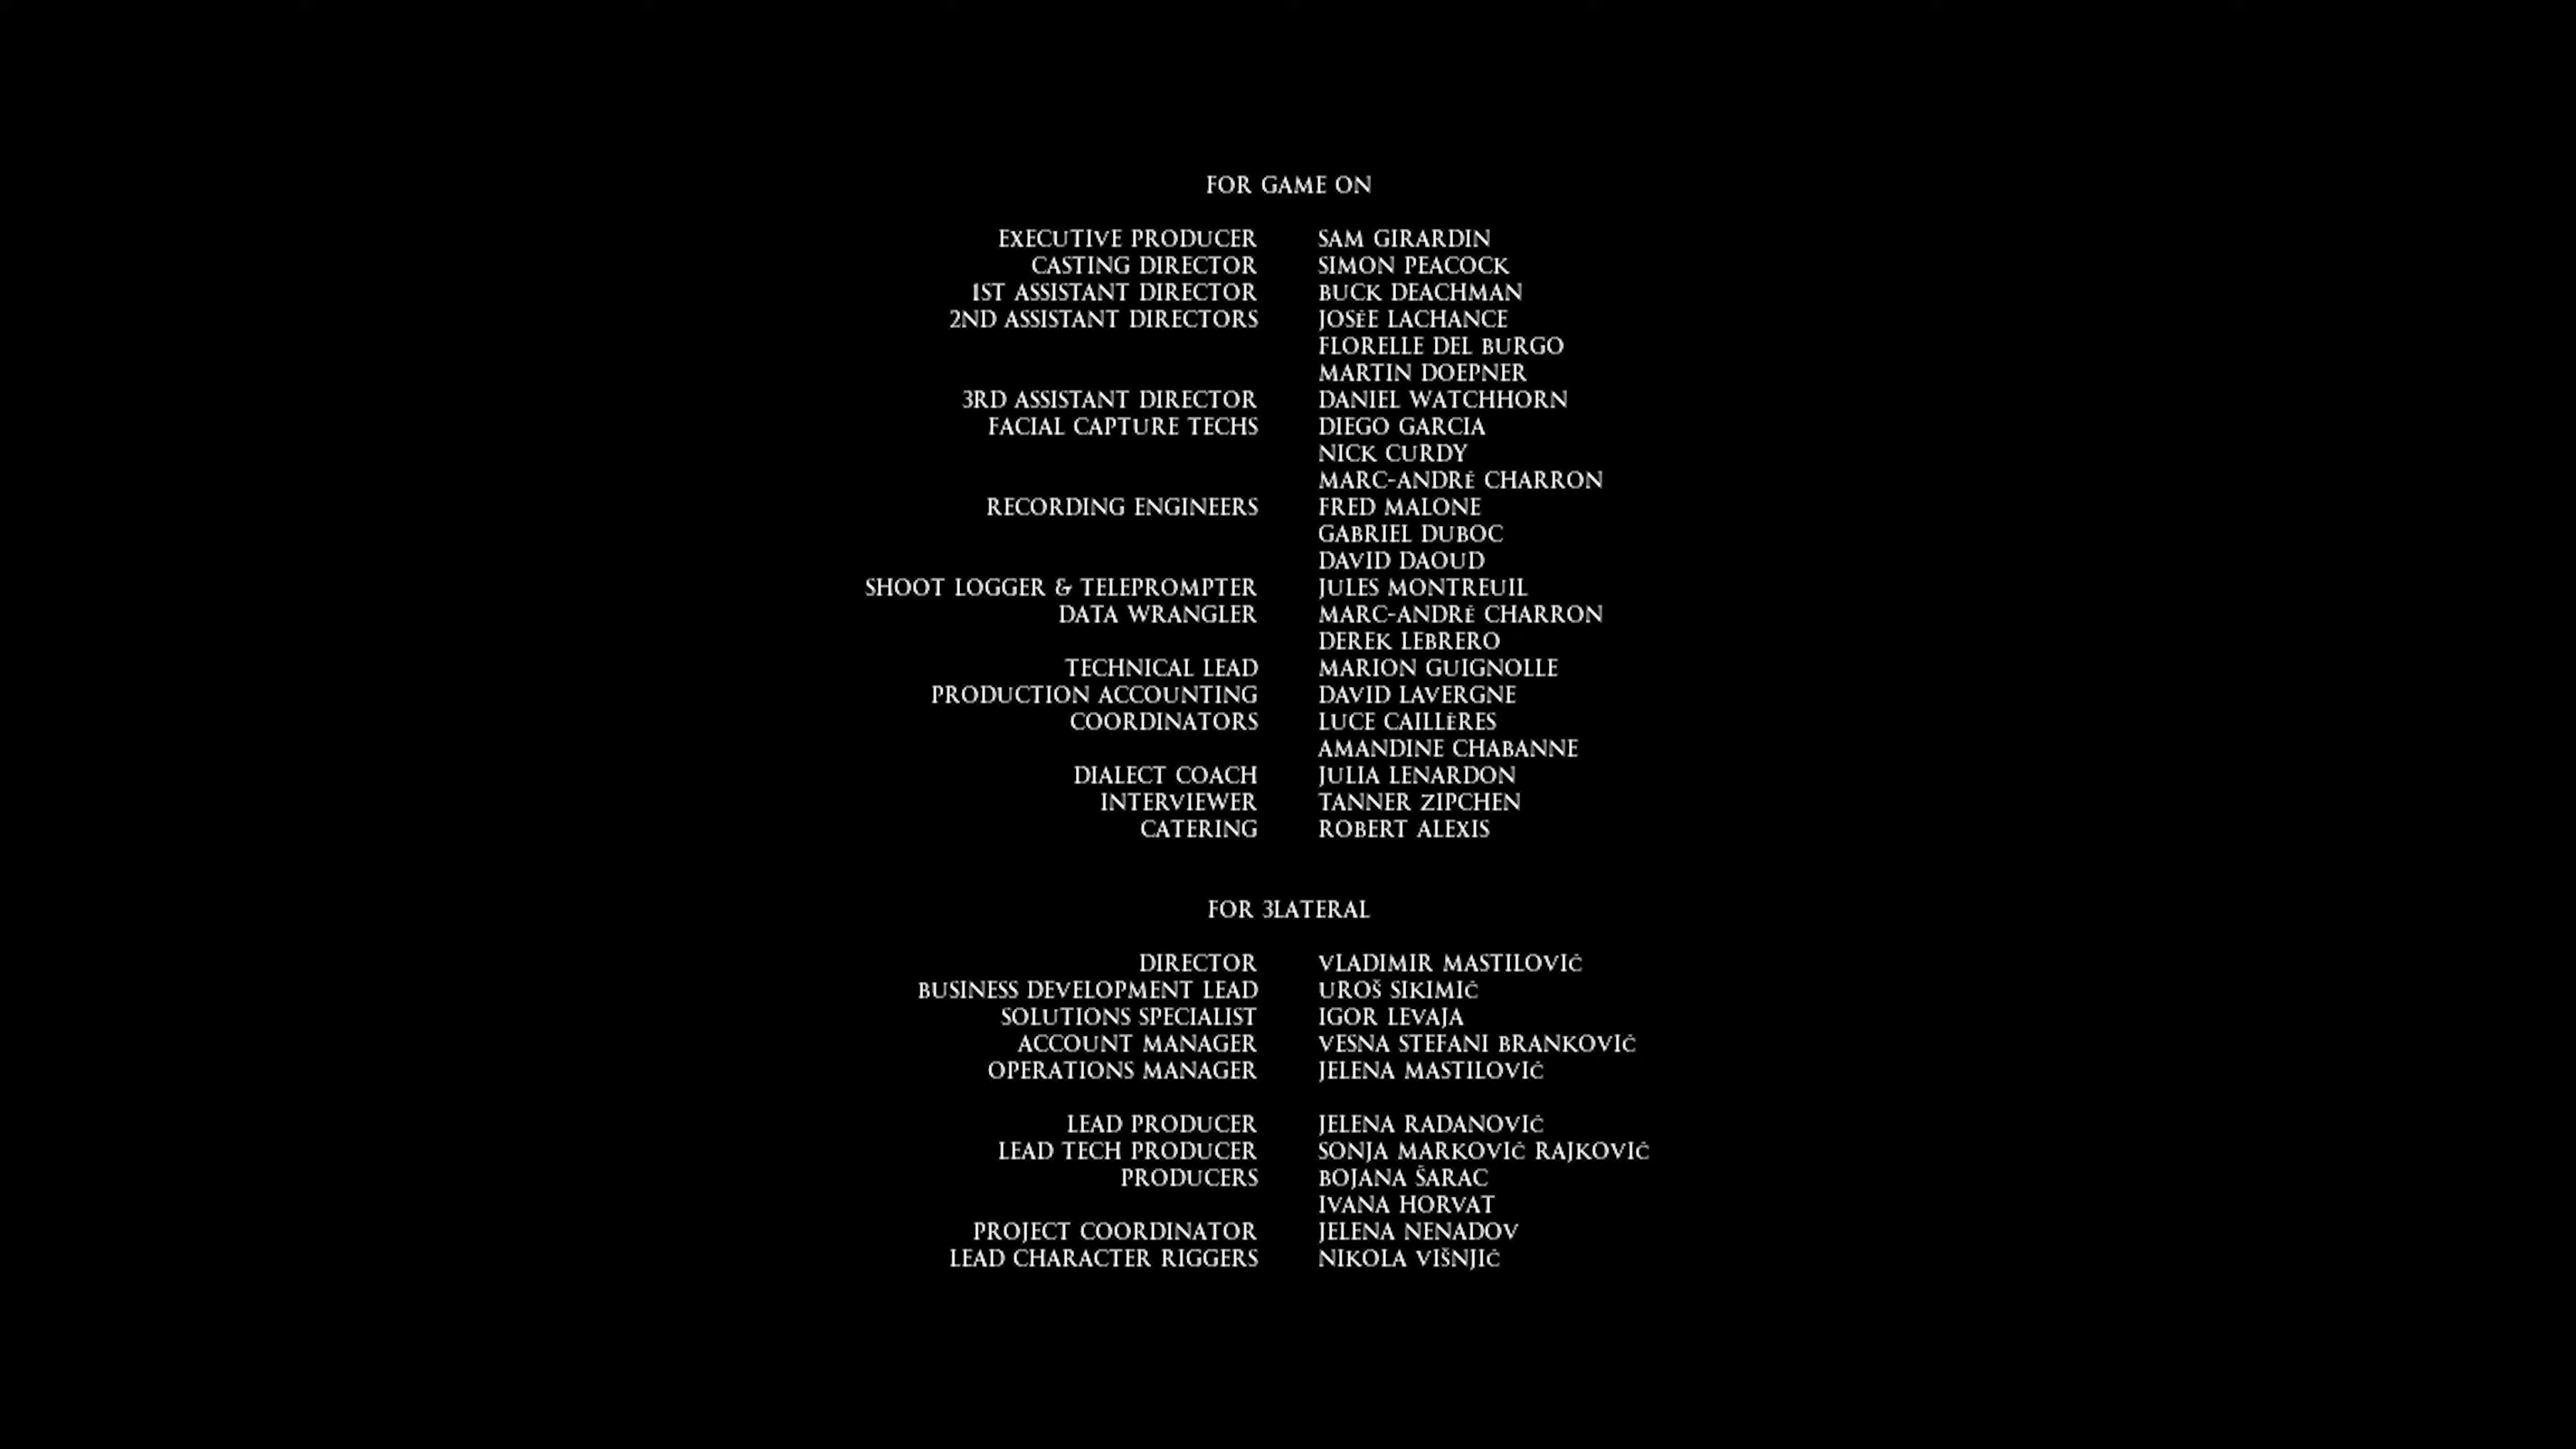 FOR GAME ON
EXECUTIVE PRODUCER SAM GIRARDIN
CASTING DIRECTOR SIMON PEACOCK
1ST ASSISTANT DIRECTOR BUCK DEACHMAN
2ND ASSISTANT DIRECTORS JOSÉE LACHANCE
FLORELLE DEL BURGO
MARTIN DOEPNER
3RD ASSISTANT DIRECTOR DANIEL WATCHHORN
FACIAL CAPTURE TECHS DIEGO GARCIA
NICK CURDY
MARC-ANDRÉ CHARRON
RECORDING ENGINEERS FRED MALONE
GABRIEL DUBOC
DAVID DAOUD
SHOOT LOGGER & TELEPROMPTER JULES MONTREUIL
DATA WRANGLER MARC-ANDRÉ CHARRON
DEREK LEBRERO
TECHNICAL LEAD MARION GUIGNOLLE
PRODUCTION ACCOUNTING DAVID LAVERGNE
COORDINATORS LUCE CAILLÈRES
AMANDINE CHABANNE
DIALECT COACH JULIA LENARDON
INTERVIEWER TANNER ZIPCHEN
CATERING ROBERT ALEXIS
FOR 3LATERAL
DIRECTOR VLADIMIR MASTILOVIĆ
BUSINESS DEVELOPMENT LEAD UROŠ SIKIMIĆ
SOLUTIONS SPECIALIST IGOR LEVAJA
ACCOUNT MANAGER VESNA STEFANI BRANKOVIĆ
OPERATIONS MANAGER JELENA MASTILOVIĆ
LEAD PRODUCER JELENA RADANOVIĆ
LEAD TECH PRODUCER SONJA MARKOVIĆ RAJKOVIĆ
PRODUCERS BOJANA ŠARAC
IVANA HORVAT
PROJECT COORDINATOR JELENA NENADOV
LEAD CHARACTER RIGGERS NIKOLA VIŠNJIĆ